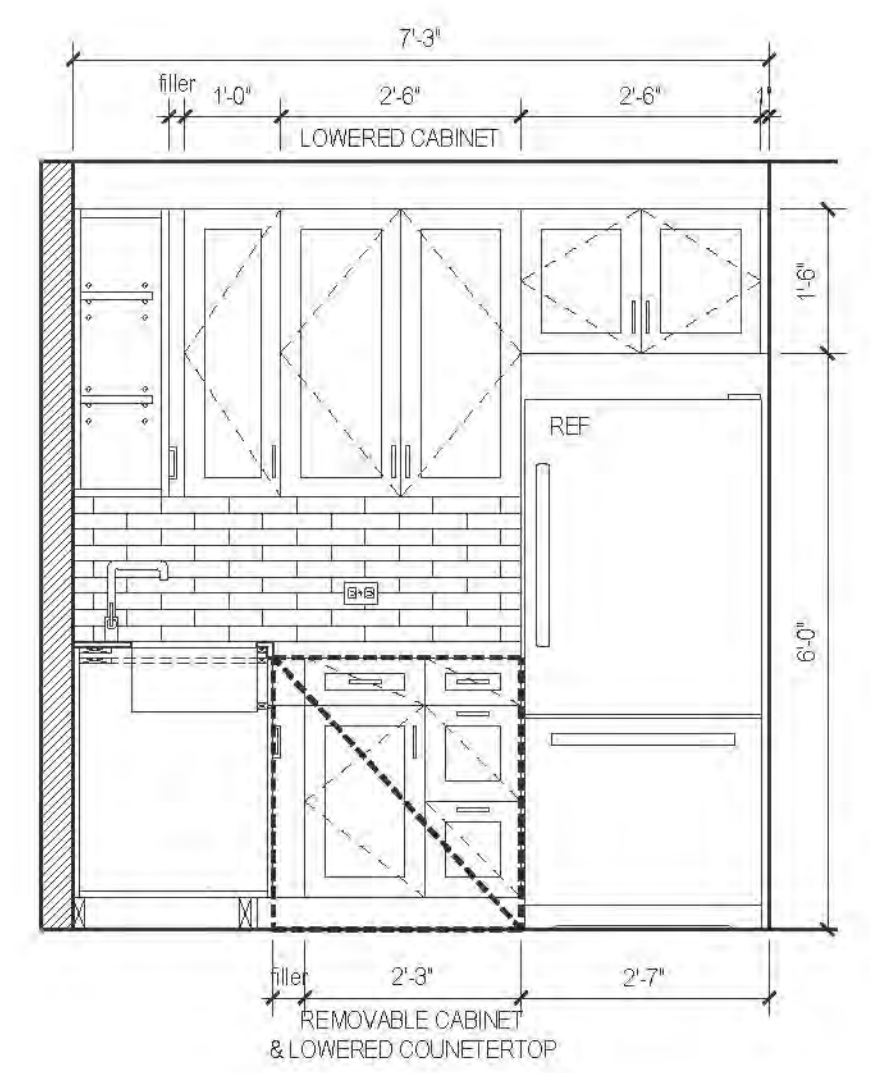 7'-3"
filler 1'-0" 2'-6" 2'-6" 1"
LOWERED CABINET
1'-6"
REF
6'-0"
filler 2'-3" 2'-7"
REMOVABLE CABINET
& LOWERED COUNETERTOP